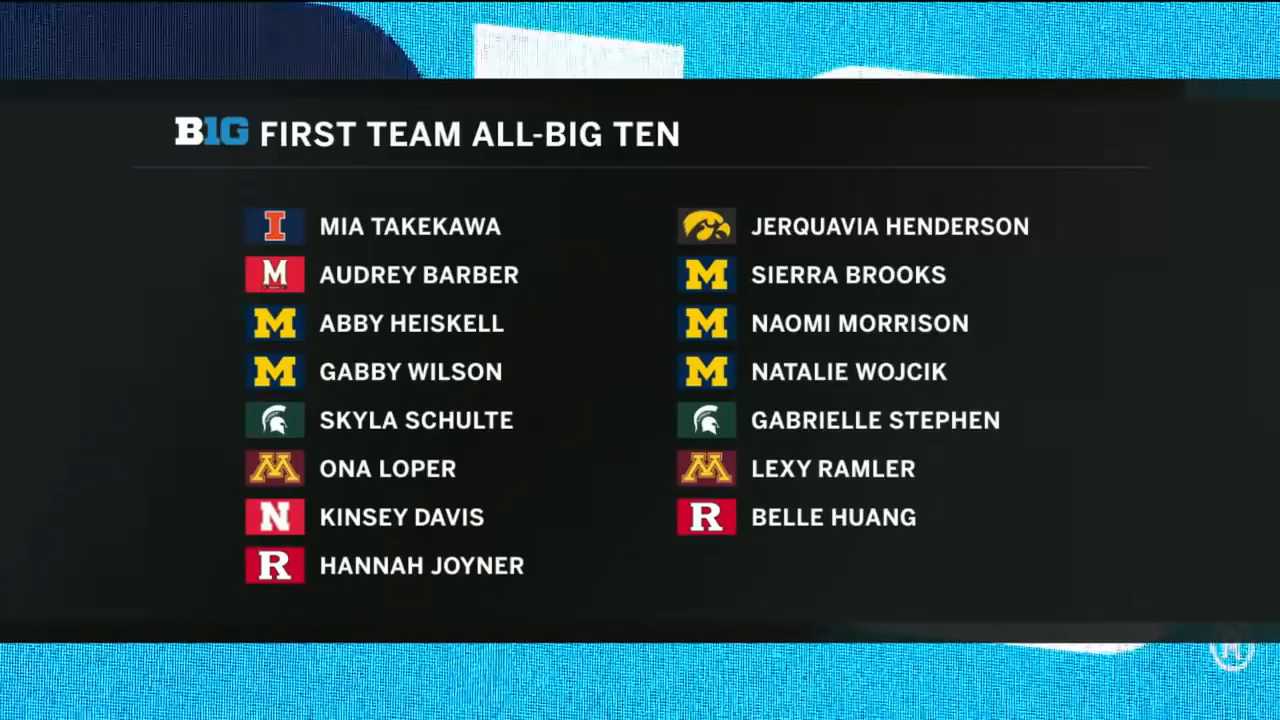 B1G FIRST TEAM ALL-BIG TEN
I MIA TAKEKAWA
M AUDREY BARBER
M ABBY HEISKELL
M GABBY WILSON
SKYLA SCHULTE
M ONA LOPER
N KINSEY DAVIS
R HANNAH JOYNER
JERQUAVIA HENDERSON
M SIERRA BROOKS
M NAOMI MORRISON
M NATALIE WOJCIK
GABRIELLE STEPHEN
M LEXY RAMLER
R BELLE HUANG